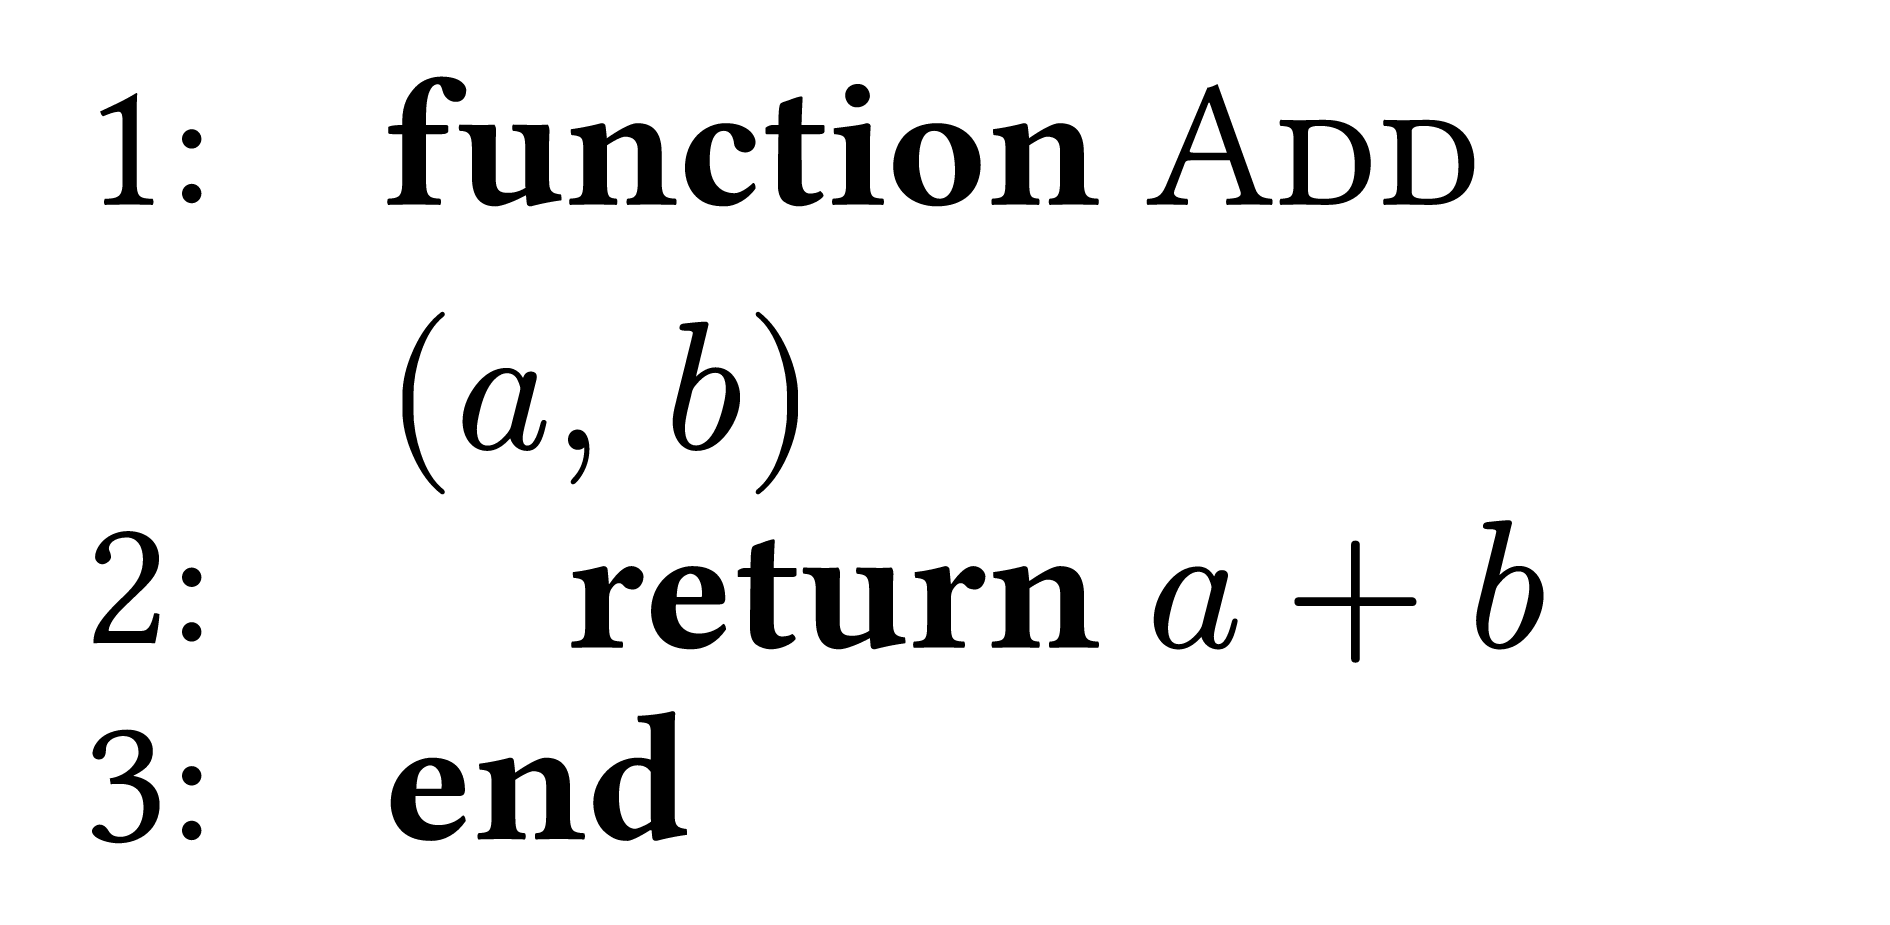 1: function ADD
(a, b)
2: return a + b
3: end